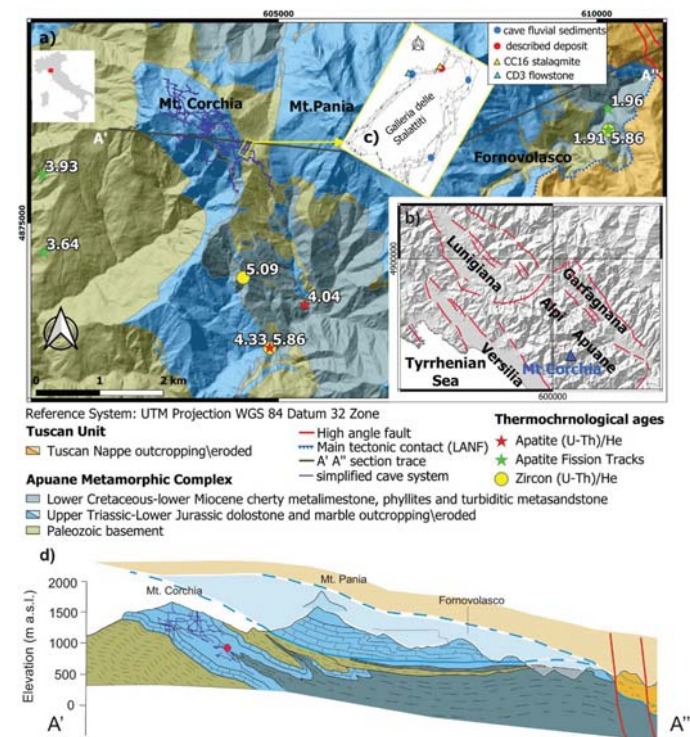 605000
610000
a)
cave fluvial sediments
described deposit
CC16 stalagmite
CD3 flowstone
A"
Mt. Corchia
Mt.Pania
1.96
c)
Galleria delle Stalattiti
A'
1.91 5.86
Fornovolasco
3.93
4875000
b)
4900000
Lunigiana
Garfagnana
5.09
3.64
4.04
Alpi Apuane
4.33 5.86
Versilia
Mt Corchia
Tyrrhenian
Sea
0 1 2 km
600000
Reference System: UTM Projection WGS 84 Datum 32 Zone
Tuscan Unit
Tuscan Nappe outcropping\eroded
Apuane Metamorphic Complex
Lower Cretaceous-lower Miocene cherty metalimestone, phyllites and turbiditic metasandstone
Upper Triassic-Lower Jurassic dolostone and marble outcropping\eroded
Paleozoic basement
High angle fault
Main tectonic contact (LANF)
A' A" section trace
simplified cave system
Thermochrnological ages
Apatite (U-Th)/He
Apatite Fission Tracks
Zircon (U-Th)/He
d)
Elevation (m a.s.l.)
2000
1500
1000
500
0
Mt. Corchia
Mt. Pania
Fornovolasco
A'
A"